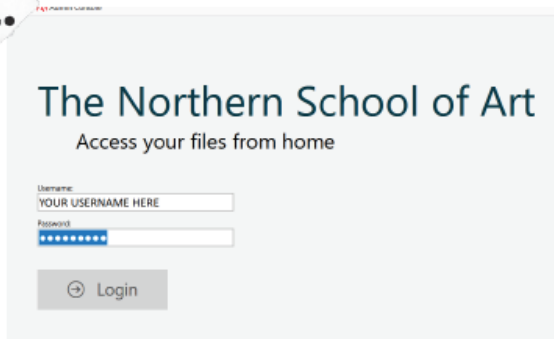 The Northern School of Art
Access your files from home
Username:
YOUR USERNAME HERE
Password:
Login